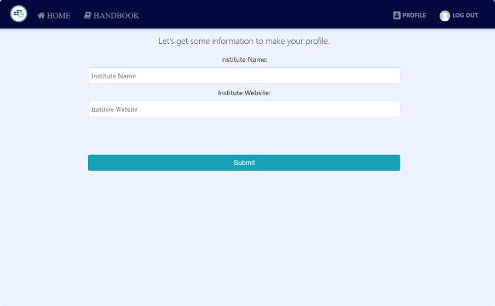 HOME
HANDBOOK
PROFILE
LOG OUT
Let's get some information to make your profile.
Institute Name:
Institute Name
Institute Website:
Institute Website
Submit